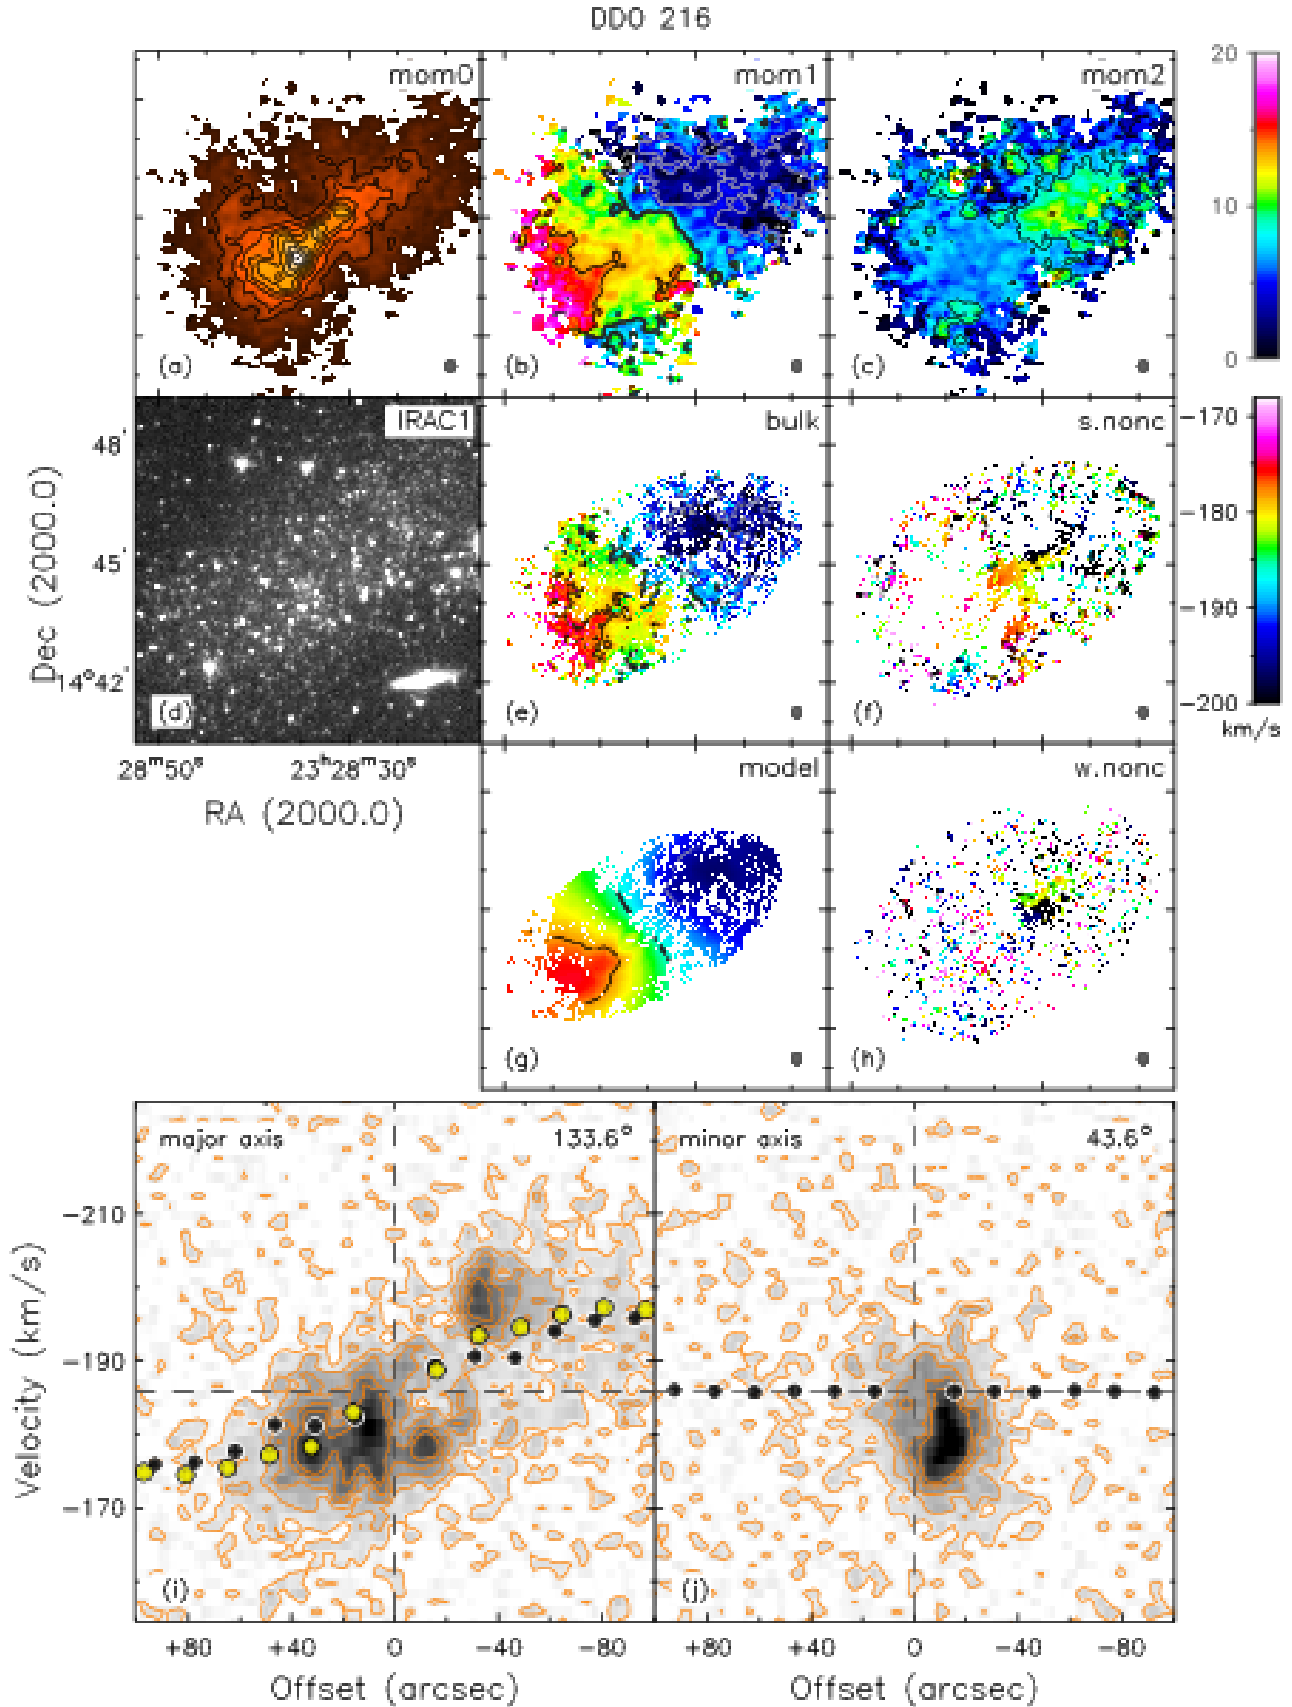 DDO 216
mom0
mom1
mom2
20
10
0
(a)
(b)
(c)
IRAC1
bulk
s.nonc
−170
−180
−190
−200
km/s
48'
45'
14°42'
Dec (2000.0)
(d)
(e)
(f)
28ᵐ50ˢ
23ʰ28ᵐ30ˢ
RA (2000.0)
model
w.nonc
(g)
(h)
major axis
133.6°
minor axis
43.6°
−210
−190
−170
Velocity (km/s)
(i)
(j)
+80
+40
0
−40
−80
+80
+40
0
−40
−80
Offset (arcsec)
Offset (arcsec)